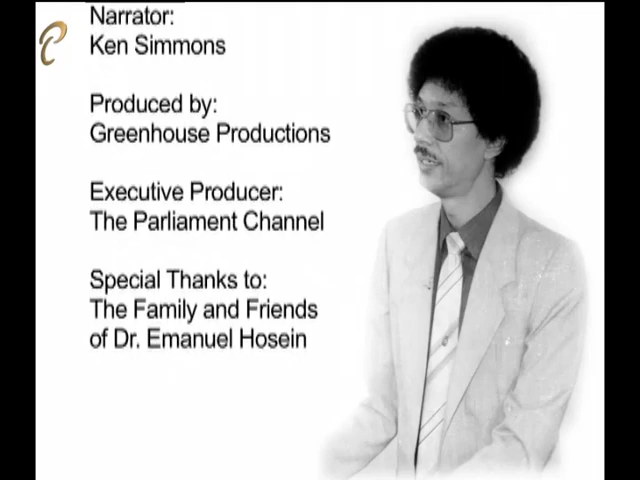 Narrator:
Ken Simmons
Produced by:
Greenhouse Productions
Executive Producer:
The Parliament Channel
Special Thanks to:
The Family and Friends
of Dr. Emanuel Hosein